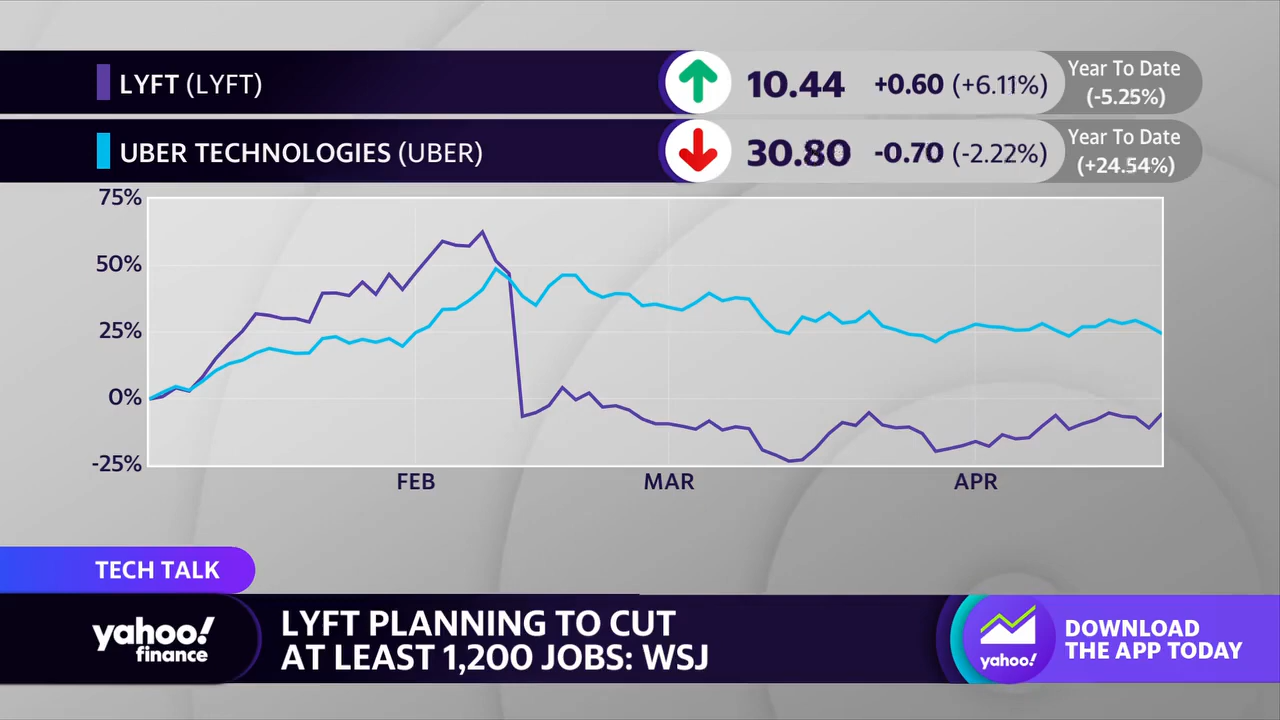 LYFT (LYFT) 10.44 +0.60 (+6.11%) Year To Date
(-5.25%)
UBER TECHNOLOGIES (UBER) 30.80 -0.70 (-2.22%) Year To Date
(+24.54%)
75%
50%
25%
0%
-25%
FEB MAR APR
TECH TALK
yahoo!
finance
LYFT PLANNING TO CUT
AT LEAST 1,200 JOBS: WSJ
yahoo!
DOWNLOAD
THE APP TODAY